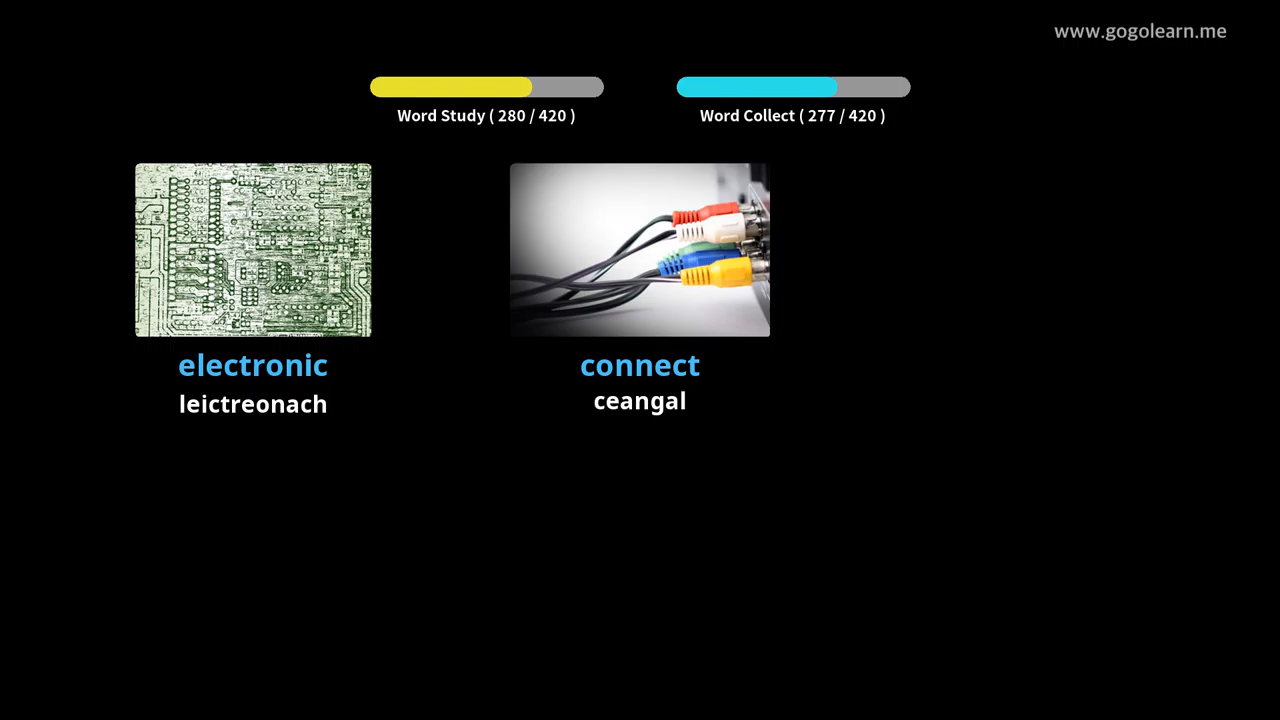 www.gogolearn.me
Word Study ( 280 / 420 )
Word Collect ( 277 / 420 )
electronic
leictreonach
connect
ceangal